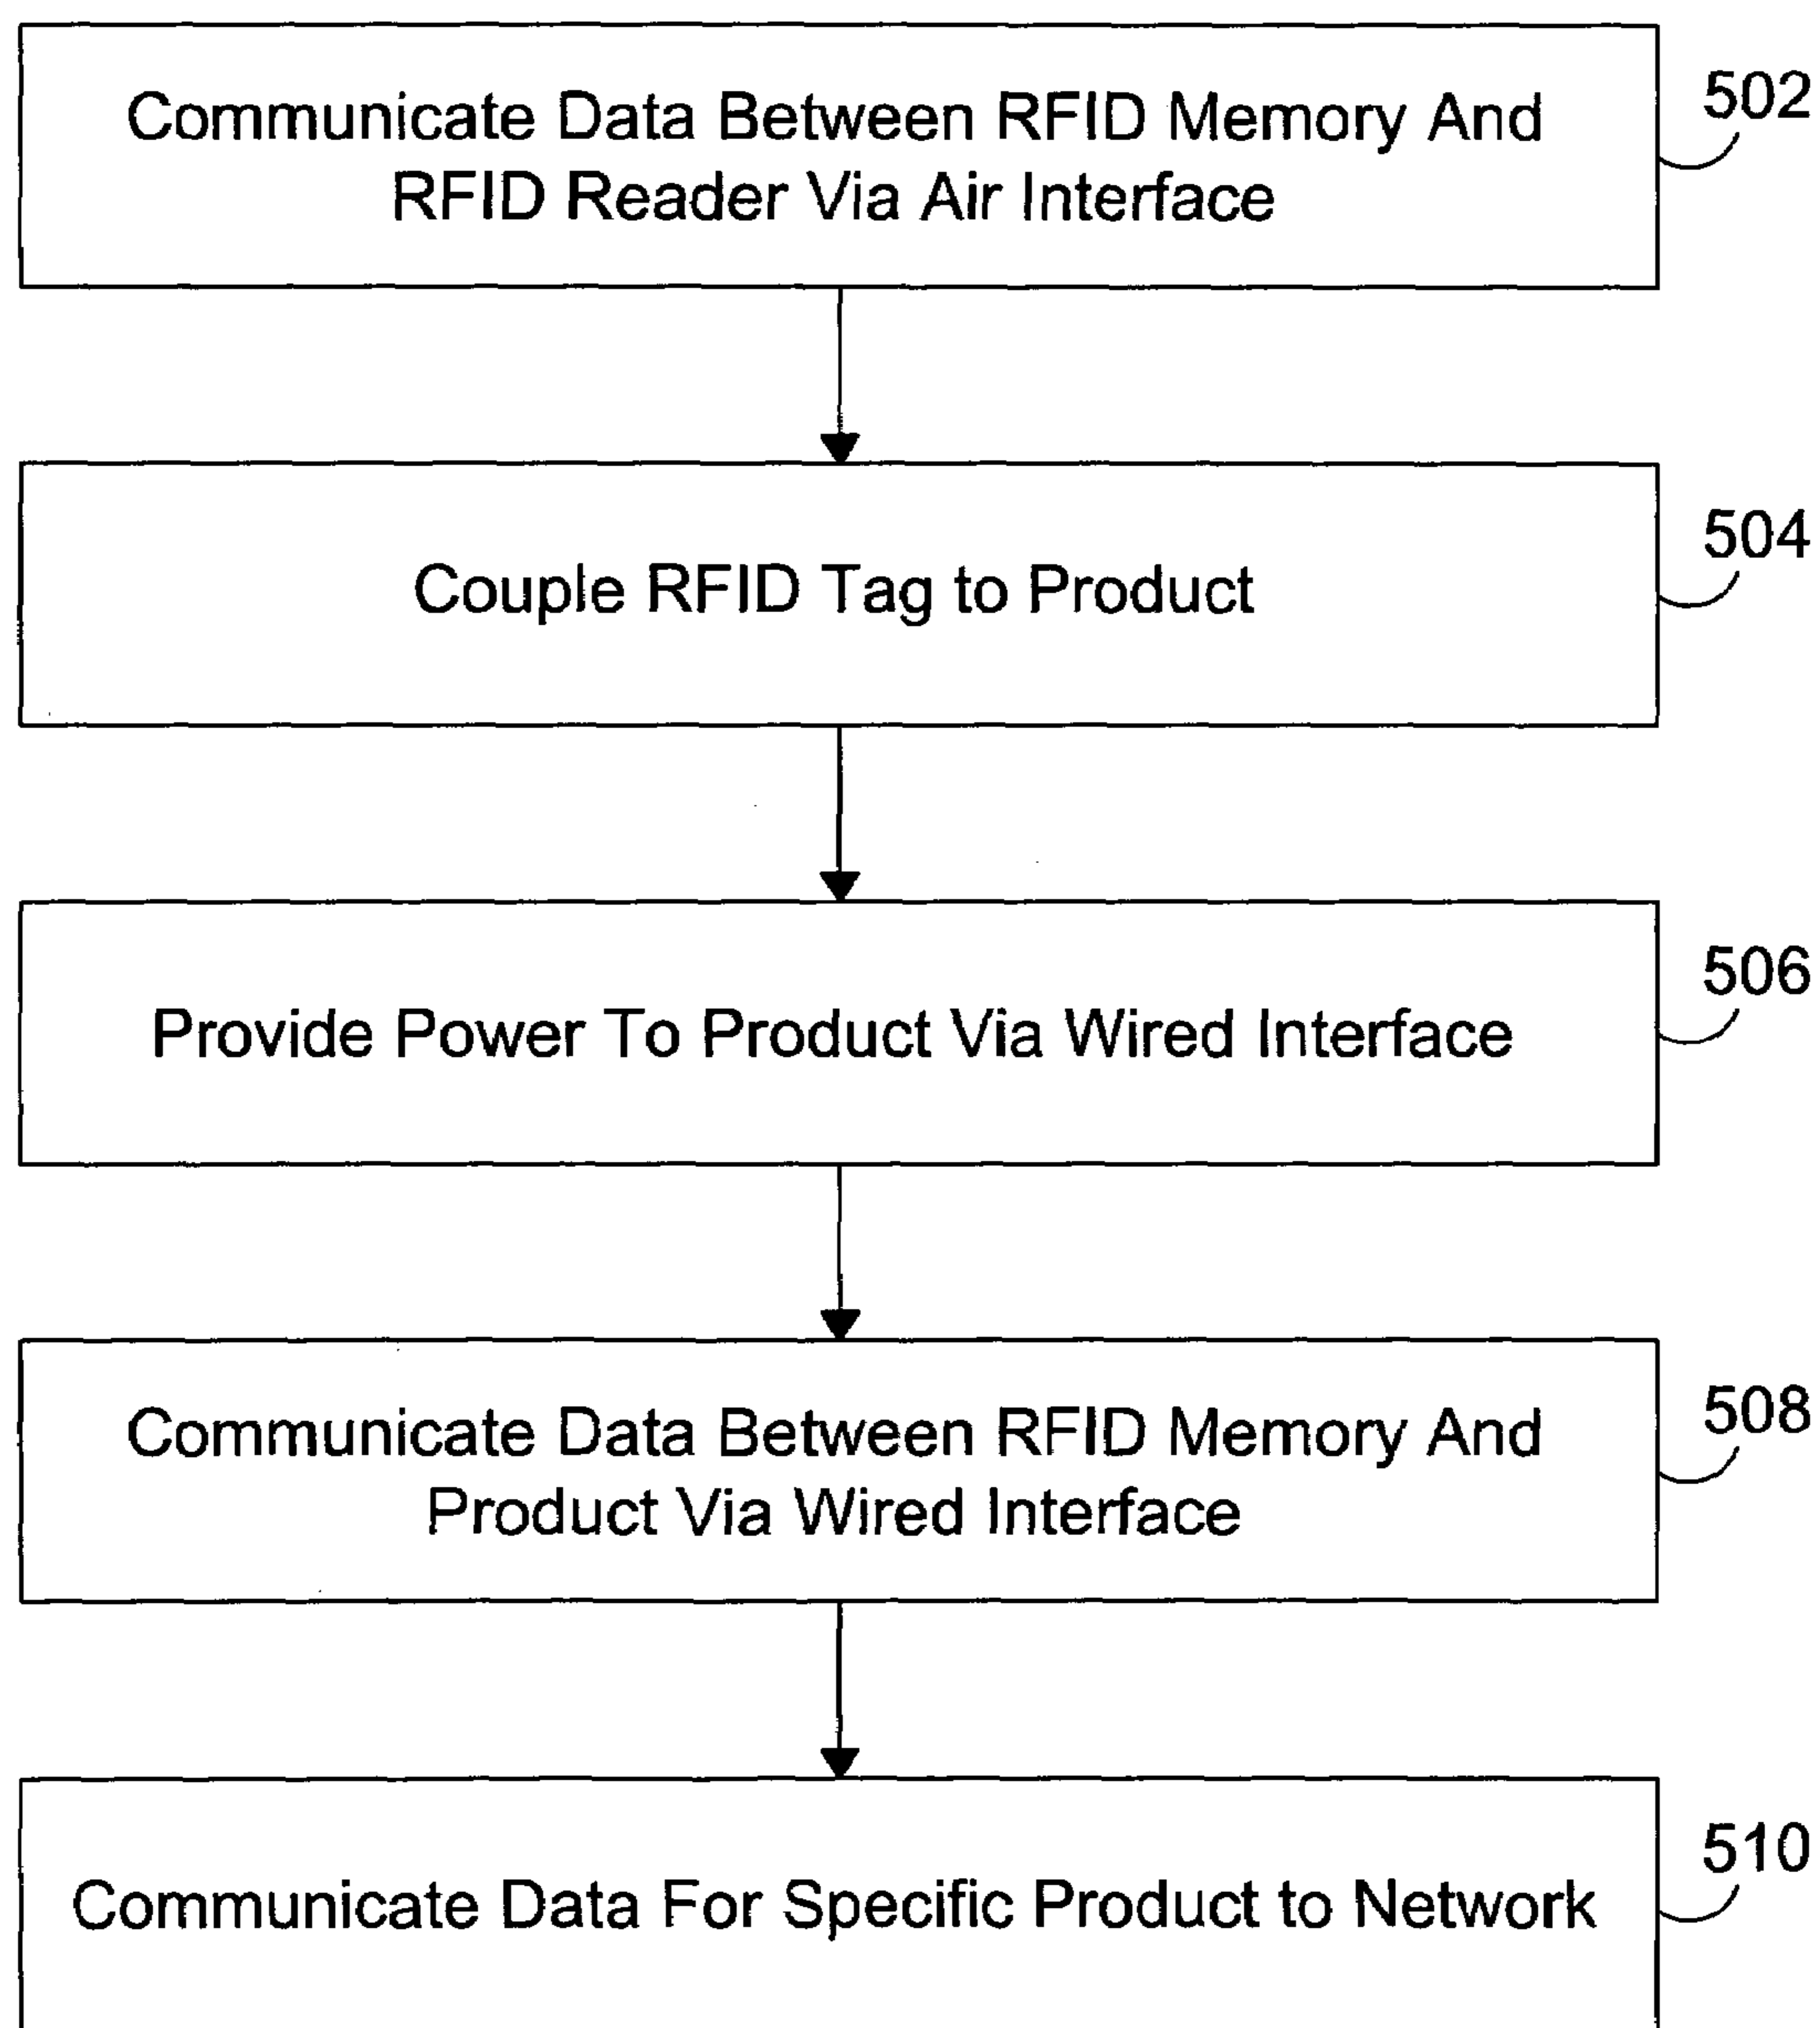 Communicate Data Between RFID Memory And
RFID Reader Via Air Interface
502
Couple RFID Tag to Product
504
Provide Power To Product Via Wired Interface
506
Communicate Data Between RFID Memory And
Product Via Wired Interface
508
Communicate Data For Specific Product to Network
510